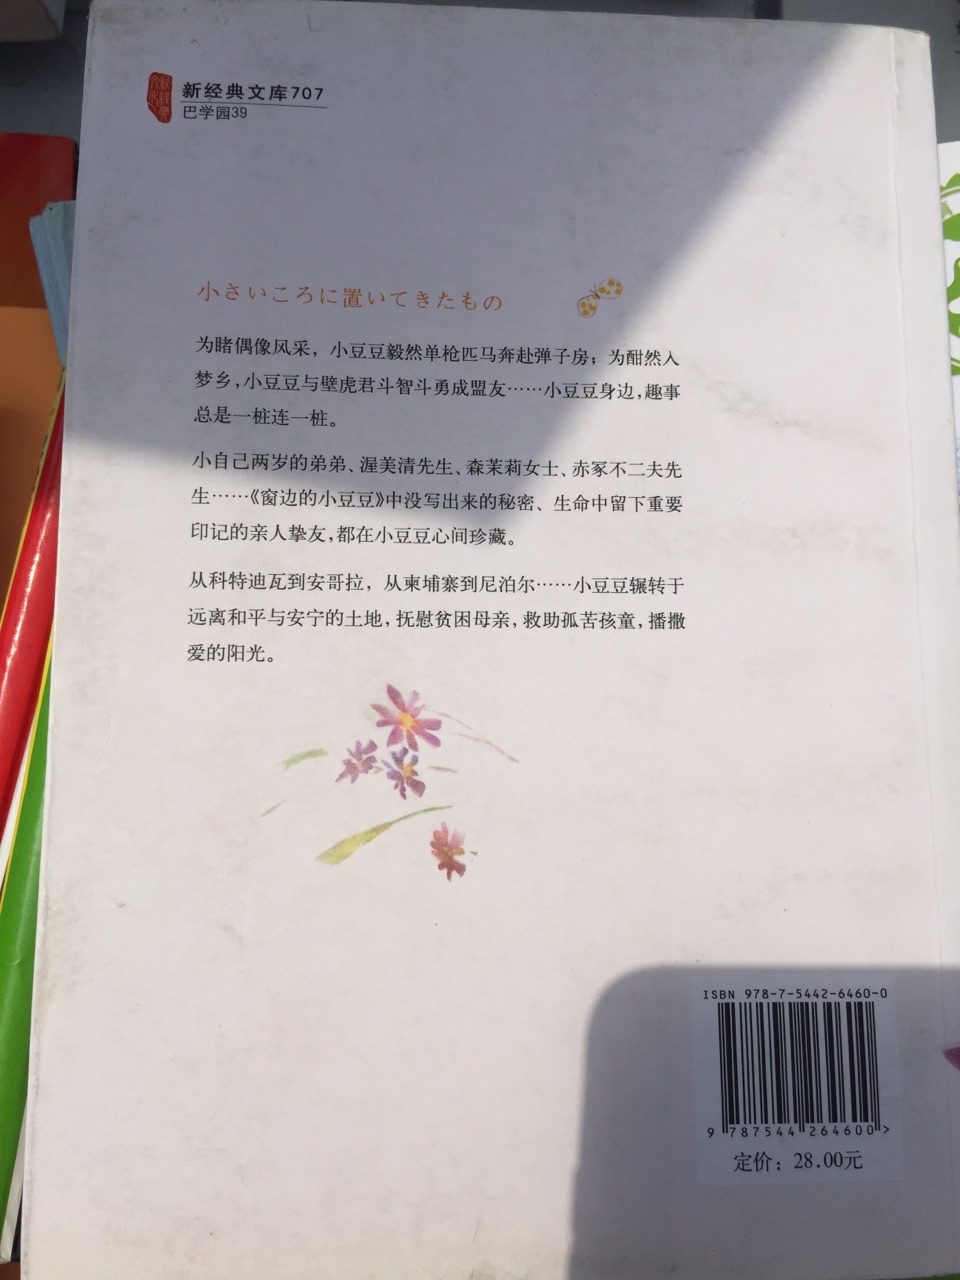 新经典文库707
巴学园39
小さいころに置いてきたもの
为睹偶像风采，小豆豆毅然单枪匹马奔赴弹子房；为酣然入
梦乡，小豆豆与壁虎君斗智斗勇成盟友……小豆豆身边，趣事
总是一桩连一桩。
小自己两岁的弟弟、渥美清先生、森茉莉女士、赤冢不二夫先
生……《窗边的小豆豆》中没写出来的秘密、生命中留下重要
印记的亲人挚友，都在小豆豆心间珍藏。
从科特迪瓦到安哥拉，从柬埔寨到尼泊尔……小豆豆辗转于
远离和平与安宁的土地，抚慰贫困母亲，救助孤苦孩童，播撒
爱的阳光。
ISBN 978-7-5442-6460-0
9 787544 264600 >
定价：28.00元